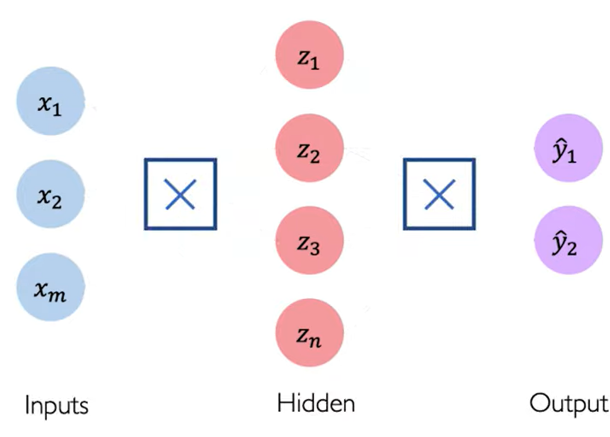 x₁
x₂
xₘ
z₁
z₂
z₃
zₙ
ŷ₁
ŷ₂
Inputs
Hidden
Output